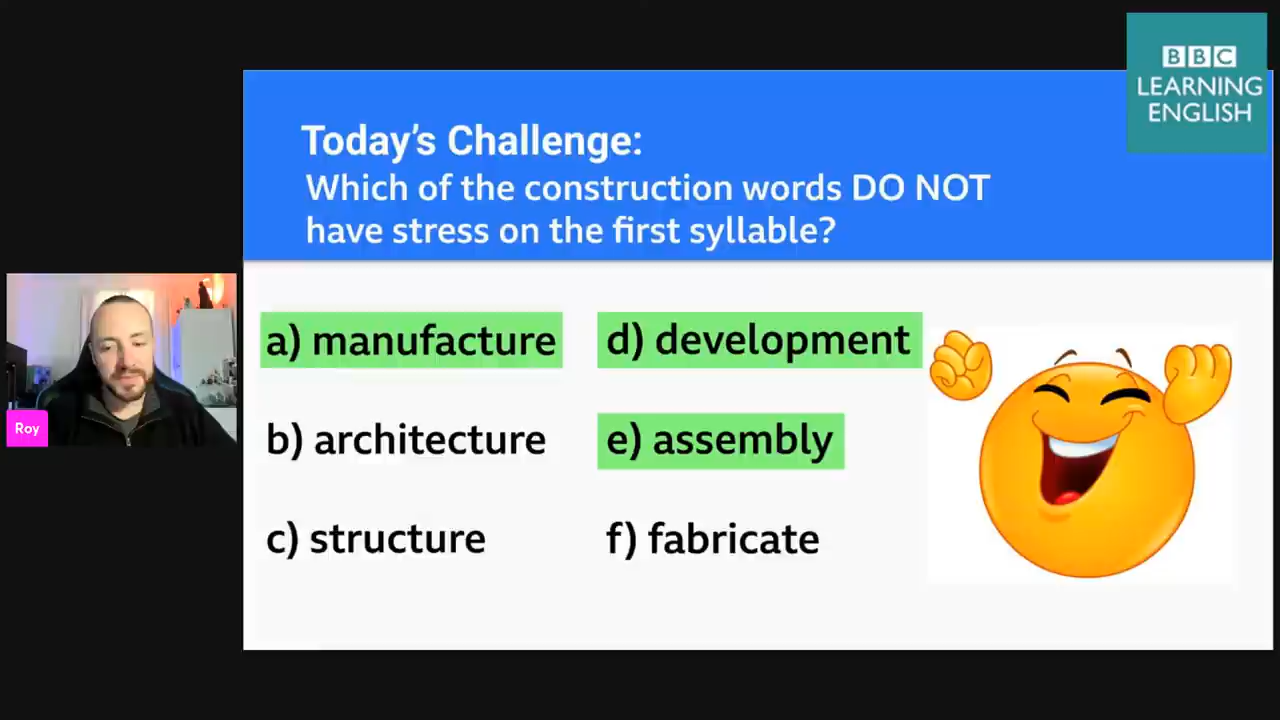 BBC
LEARNING
ENGLISH
Today's Challenge:
Which of the construction words DO NOT
have stress on the first syllable?
a) manufacture
d) development
b) architecture
e) assembly
c) structure
f) fabricate
Roy